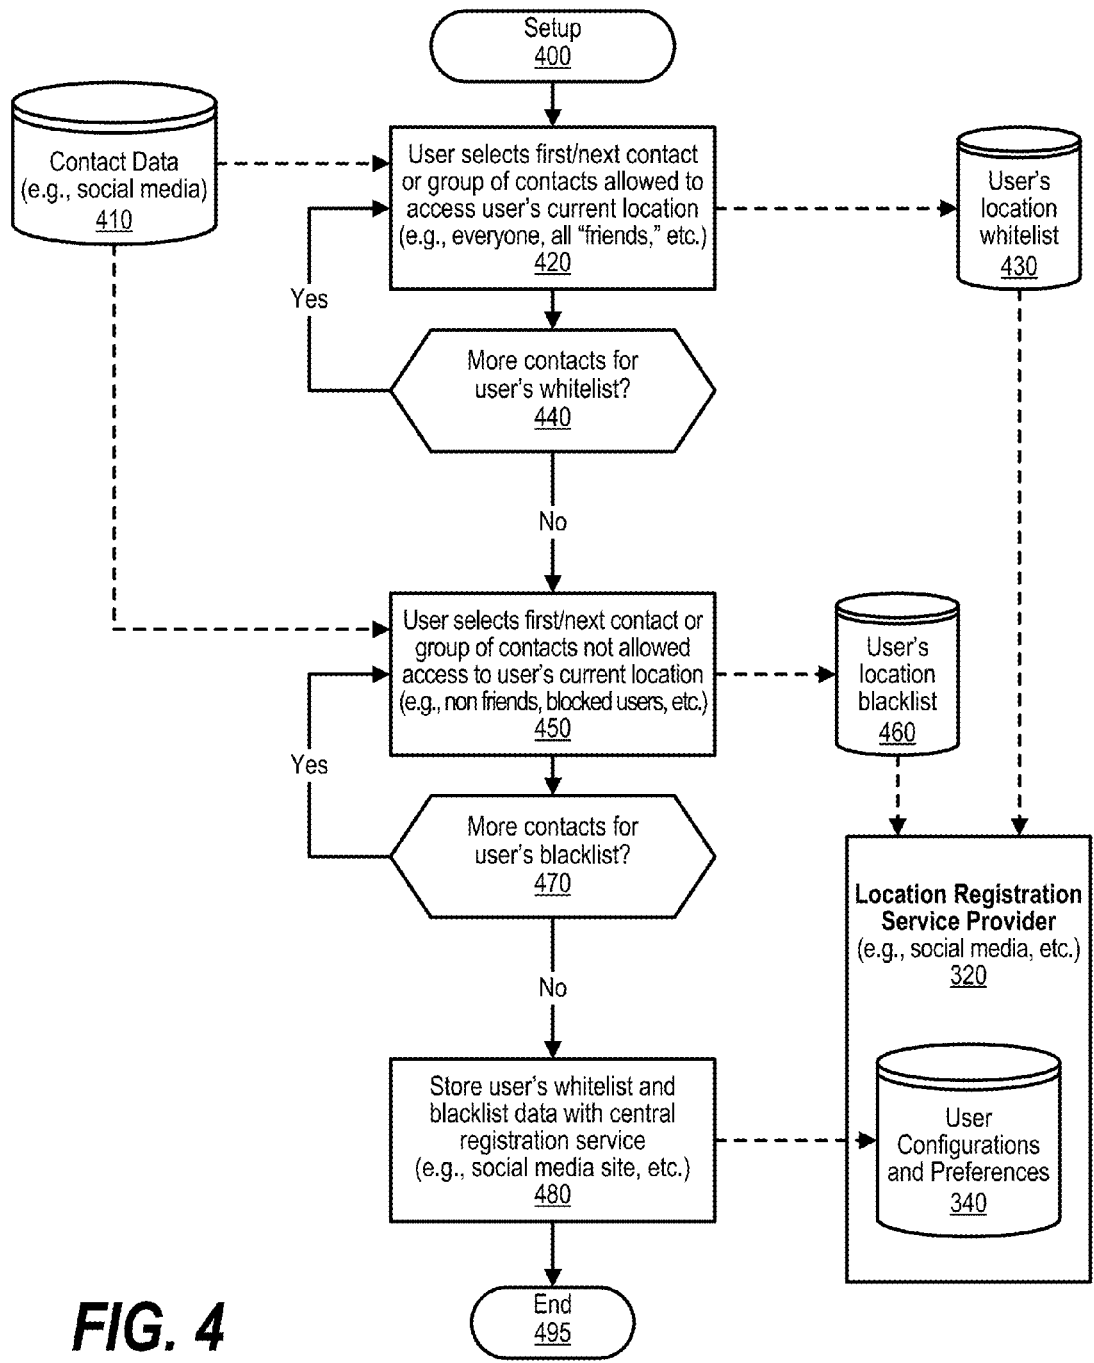 Setup
400
Contact Data
(e.g., social media)
410
User selects first/next contact
or group of contacts allowed to
access user's current location
(e.g., everyone, all "friends," etc.)
420
User's
location
whitelist
430
Yes
More contacts for
user's whitelist?
440
No
User selects first/next contact or
group of contacts not allowed
access to user's current location
(e.g., non friends, blocked users, etc.)
450
User's
location
blacklist
460
Yes
More contacts for
user's blacklist?
470
Location Registration
Service Provider
(e.g., social media, etc.)
320
No
Store user's whitelist and
blacklist data with central
registration service
(e.g., social media site, etc.)
480
User
Configurations
and Preferences
340
End
495
FIG. 4